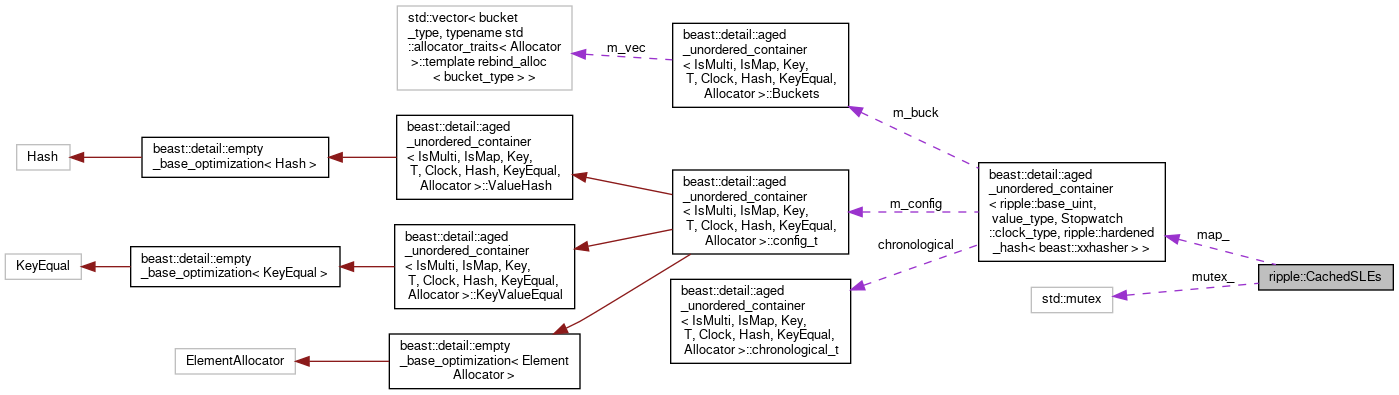 std::vector< bucket
_type, typename std
::allocator_traits< Allocator
>::template rebind_alloc
< bucket_type > >
m_vec
beast::detail::aged
_unordered_container
< IsMulti, IsMap, Key,
T, Clock, Hash, KeyEqual,
Allocator >::Buckets
m_buck
Hash
beast::detail::empty
_base_optimization< Hash >
beast::detail::aged
_unordered_container
< IsMulti, IsMap, Key,
T, Clock, Hash, KeyEqual,
Allocator >::ValueHash
beast::detail::aged
_unordered_container
< IsMulti, IsMap, Key,
T, Clock, Hash, KeyEqual,
Allocator >::config_t
m_config
beast::detail::aged
_unordered_container
< ripple::base_uint,
value_type, Stopwatch
::clock_type, ripple::hardened
_hash< beast::xxhasher > >
map_
ripple::CachedSLEs
mutex_
std::mutex
KeyEqual
beast::detail::empty
_base_optimization< KeyEqual >
beast::detail::aged
_unordered_container
< IsMulti, IsMap, Key,
T, Clock, Hash, KeyEqual,
Allocator >::KeyValueEqual
chronological
beast::detail::aged
_unordered_container
< IsMulti, IsMap, Key,
T, Clock, Hash, KeyEqual,
Allocator >::chronological_t
ElementAllocator
beast::detail::empty
_base_optimization< Element
Allocator >